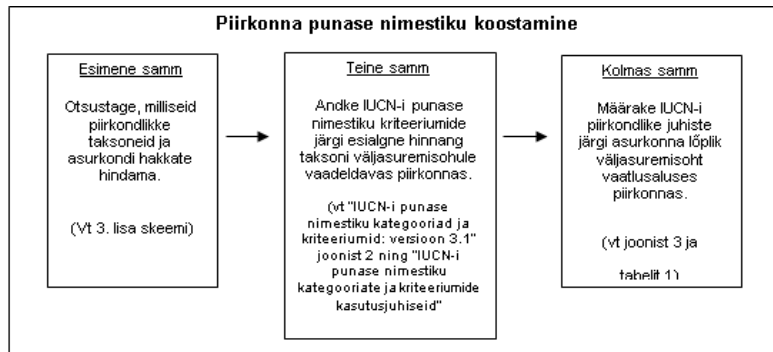 Piirkonna punase nimestiku koostamine
Esimene samm
Otsustage, milliseid
piirkondlikke
taksoneid ja
asurkondi hakkate
hindama.
(Vt 3. lisa skeemi)
Teine samm
Andke IUCN-i punase
nimestiku kriteeriumide
järgi esialgne hinnang
taksoni väljasuremisohule
vaadeldavas piirkonnas.
(vt "IUCN-i punase
nimestiku kategooriad ja
kriteeriumid: versioon 3.1"
joonist 2 ning "IUCN-i
punase nimestiku
kategooriate ja kriteeriumide
kasutusjuhiseid"
Kolmas samm
Määrake IUCN-i
piirkondlike juhiste
järgi asurkonna lõplik
väljasuremisoht
vaatlusaluses
piirkonnas.
(vt joonist 3 ja
tabelit 1)